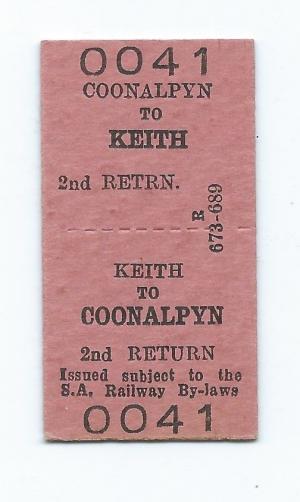 0041
COONALPYN
TO
KEITH
2nd RETRN.
R
673-689
KEITH
TO
COONALPYN
2nd RETURN
Issued subject to the
S.A. Railway By-laws
0041